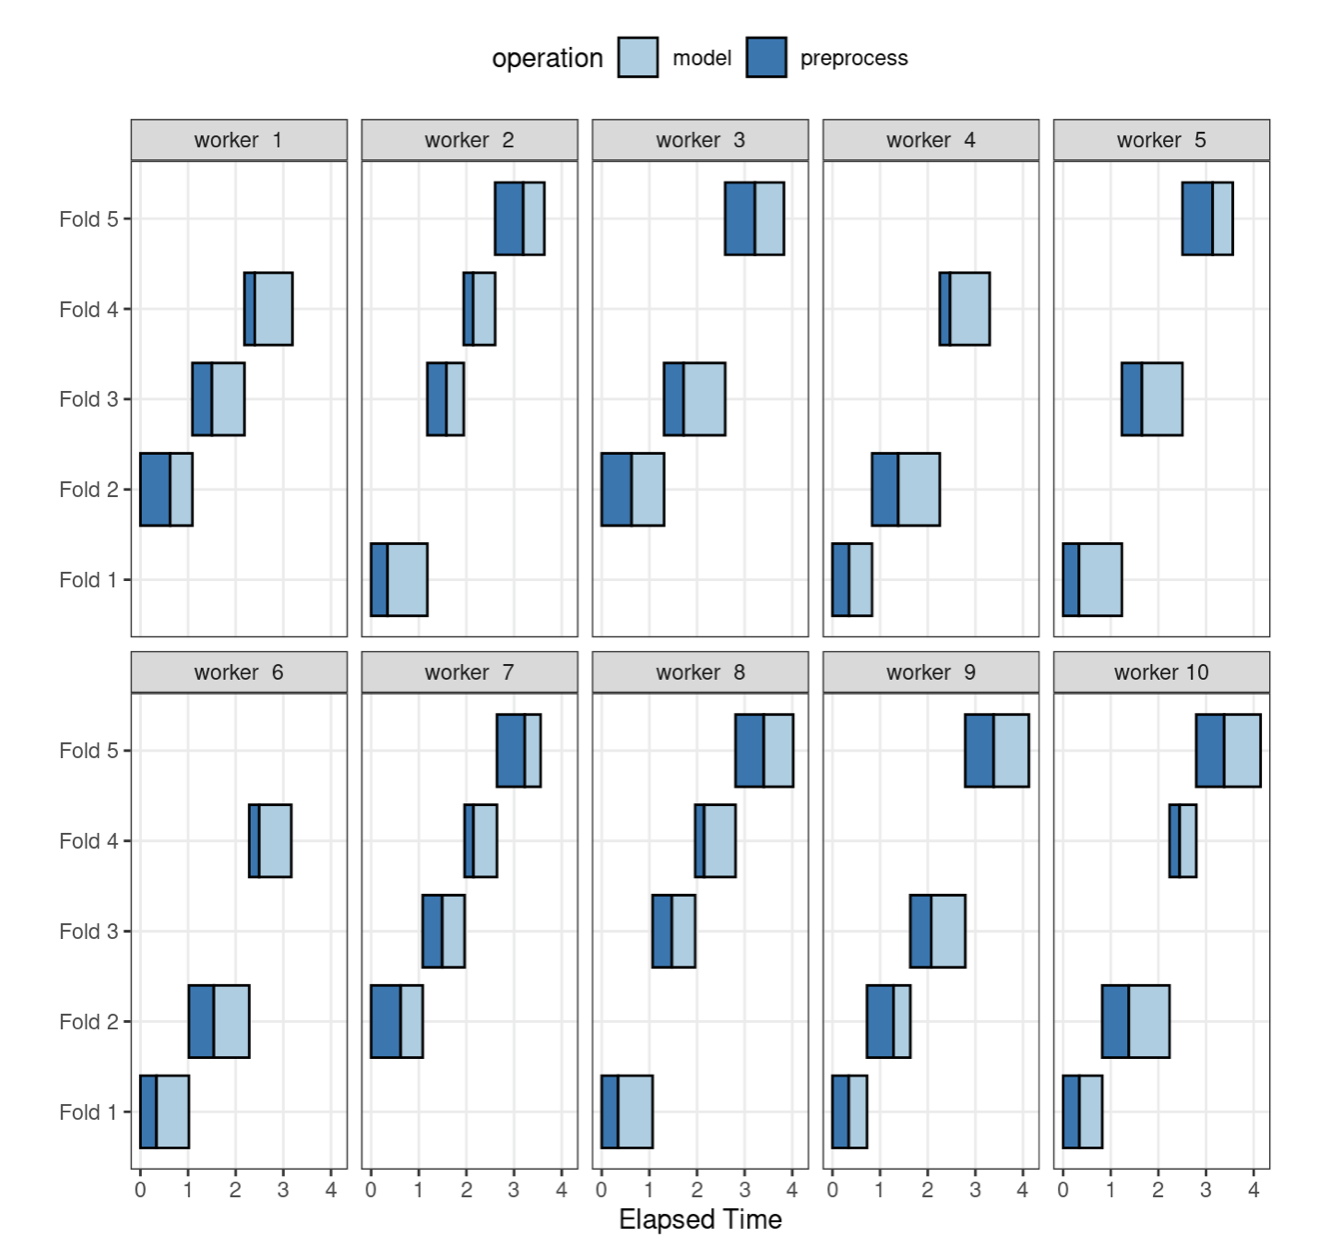 operation model preprocess
worker 1 worker 2 worker 3 worker 4 worker 5
Fold 5
Fold 4
Fold 3
Fold 2
Fold 1
worker 6 worker 7 worker 8 worker 9 worker 10
Fold 5
Fold 4
Fold 3
Fold 2
Fold 1
0 1 2 3 4 0 1 2 3 4 0 1 2 3 4 0 1 2 3 4 0 1 2 3 4
Elapsed Time